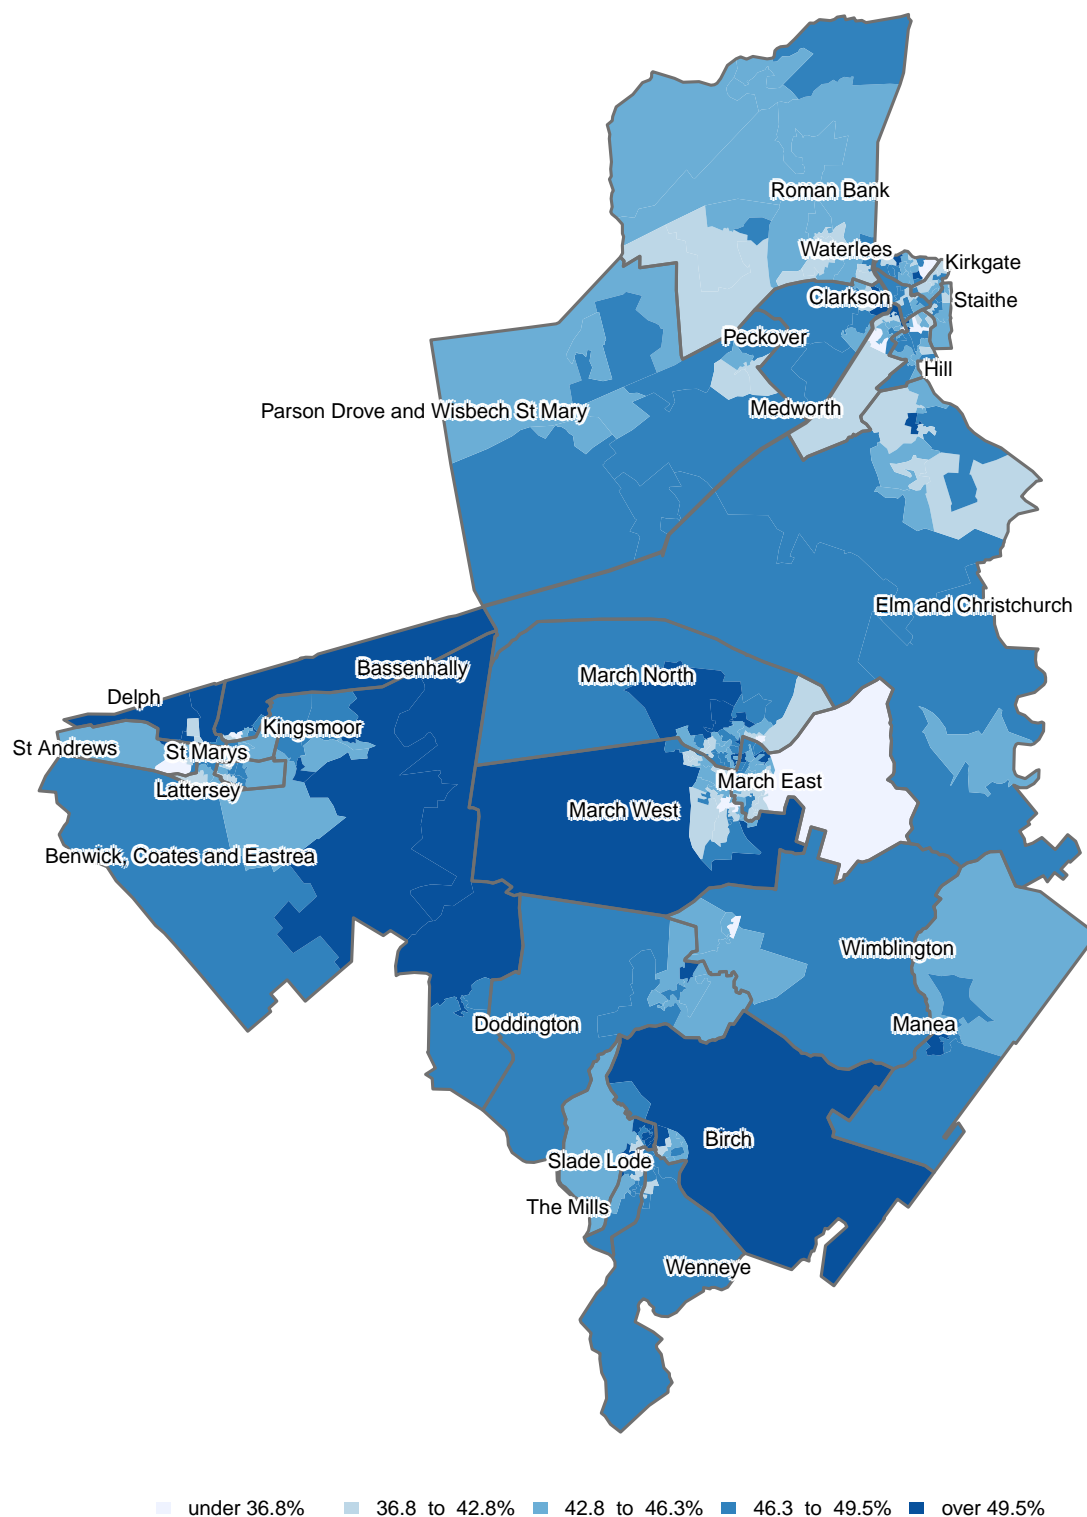 Roman Bank
Waterlees
Kirkgate
Clarkson
Staithe
Peckover
Hill
Medworth
Parson Drove and Wisbech St Mary
Elm and Christchurch
Bassenhally
March North
Delph
Kingsmoor
St Andrews
St Marys
March East
Lattersey
March West
Benwick, Coates and Eastrea
Wimblington
Doddington
Manea
Birch
Slade Lode
The Mills
Wenneye
under 36.8% 36.8 to 42.8% 42.8 to 46.3% 46.3 to 49.5% over 49.5%